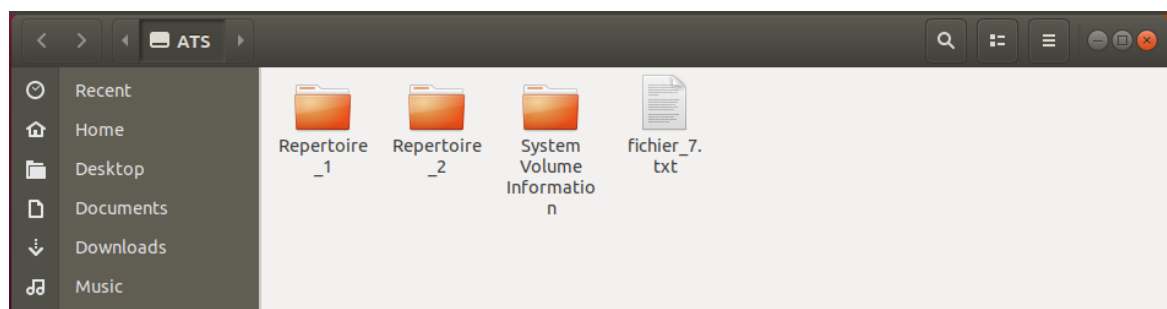 ATS
Recent
Home
Desktop
Documents
Downloads
Music
Repertoire
_1
Repertoire
_2
System
Volume
Informatio
n
fichier_7.
txt